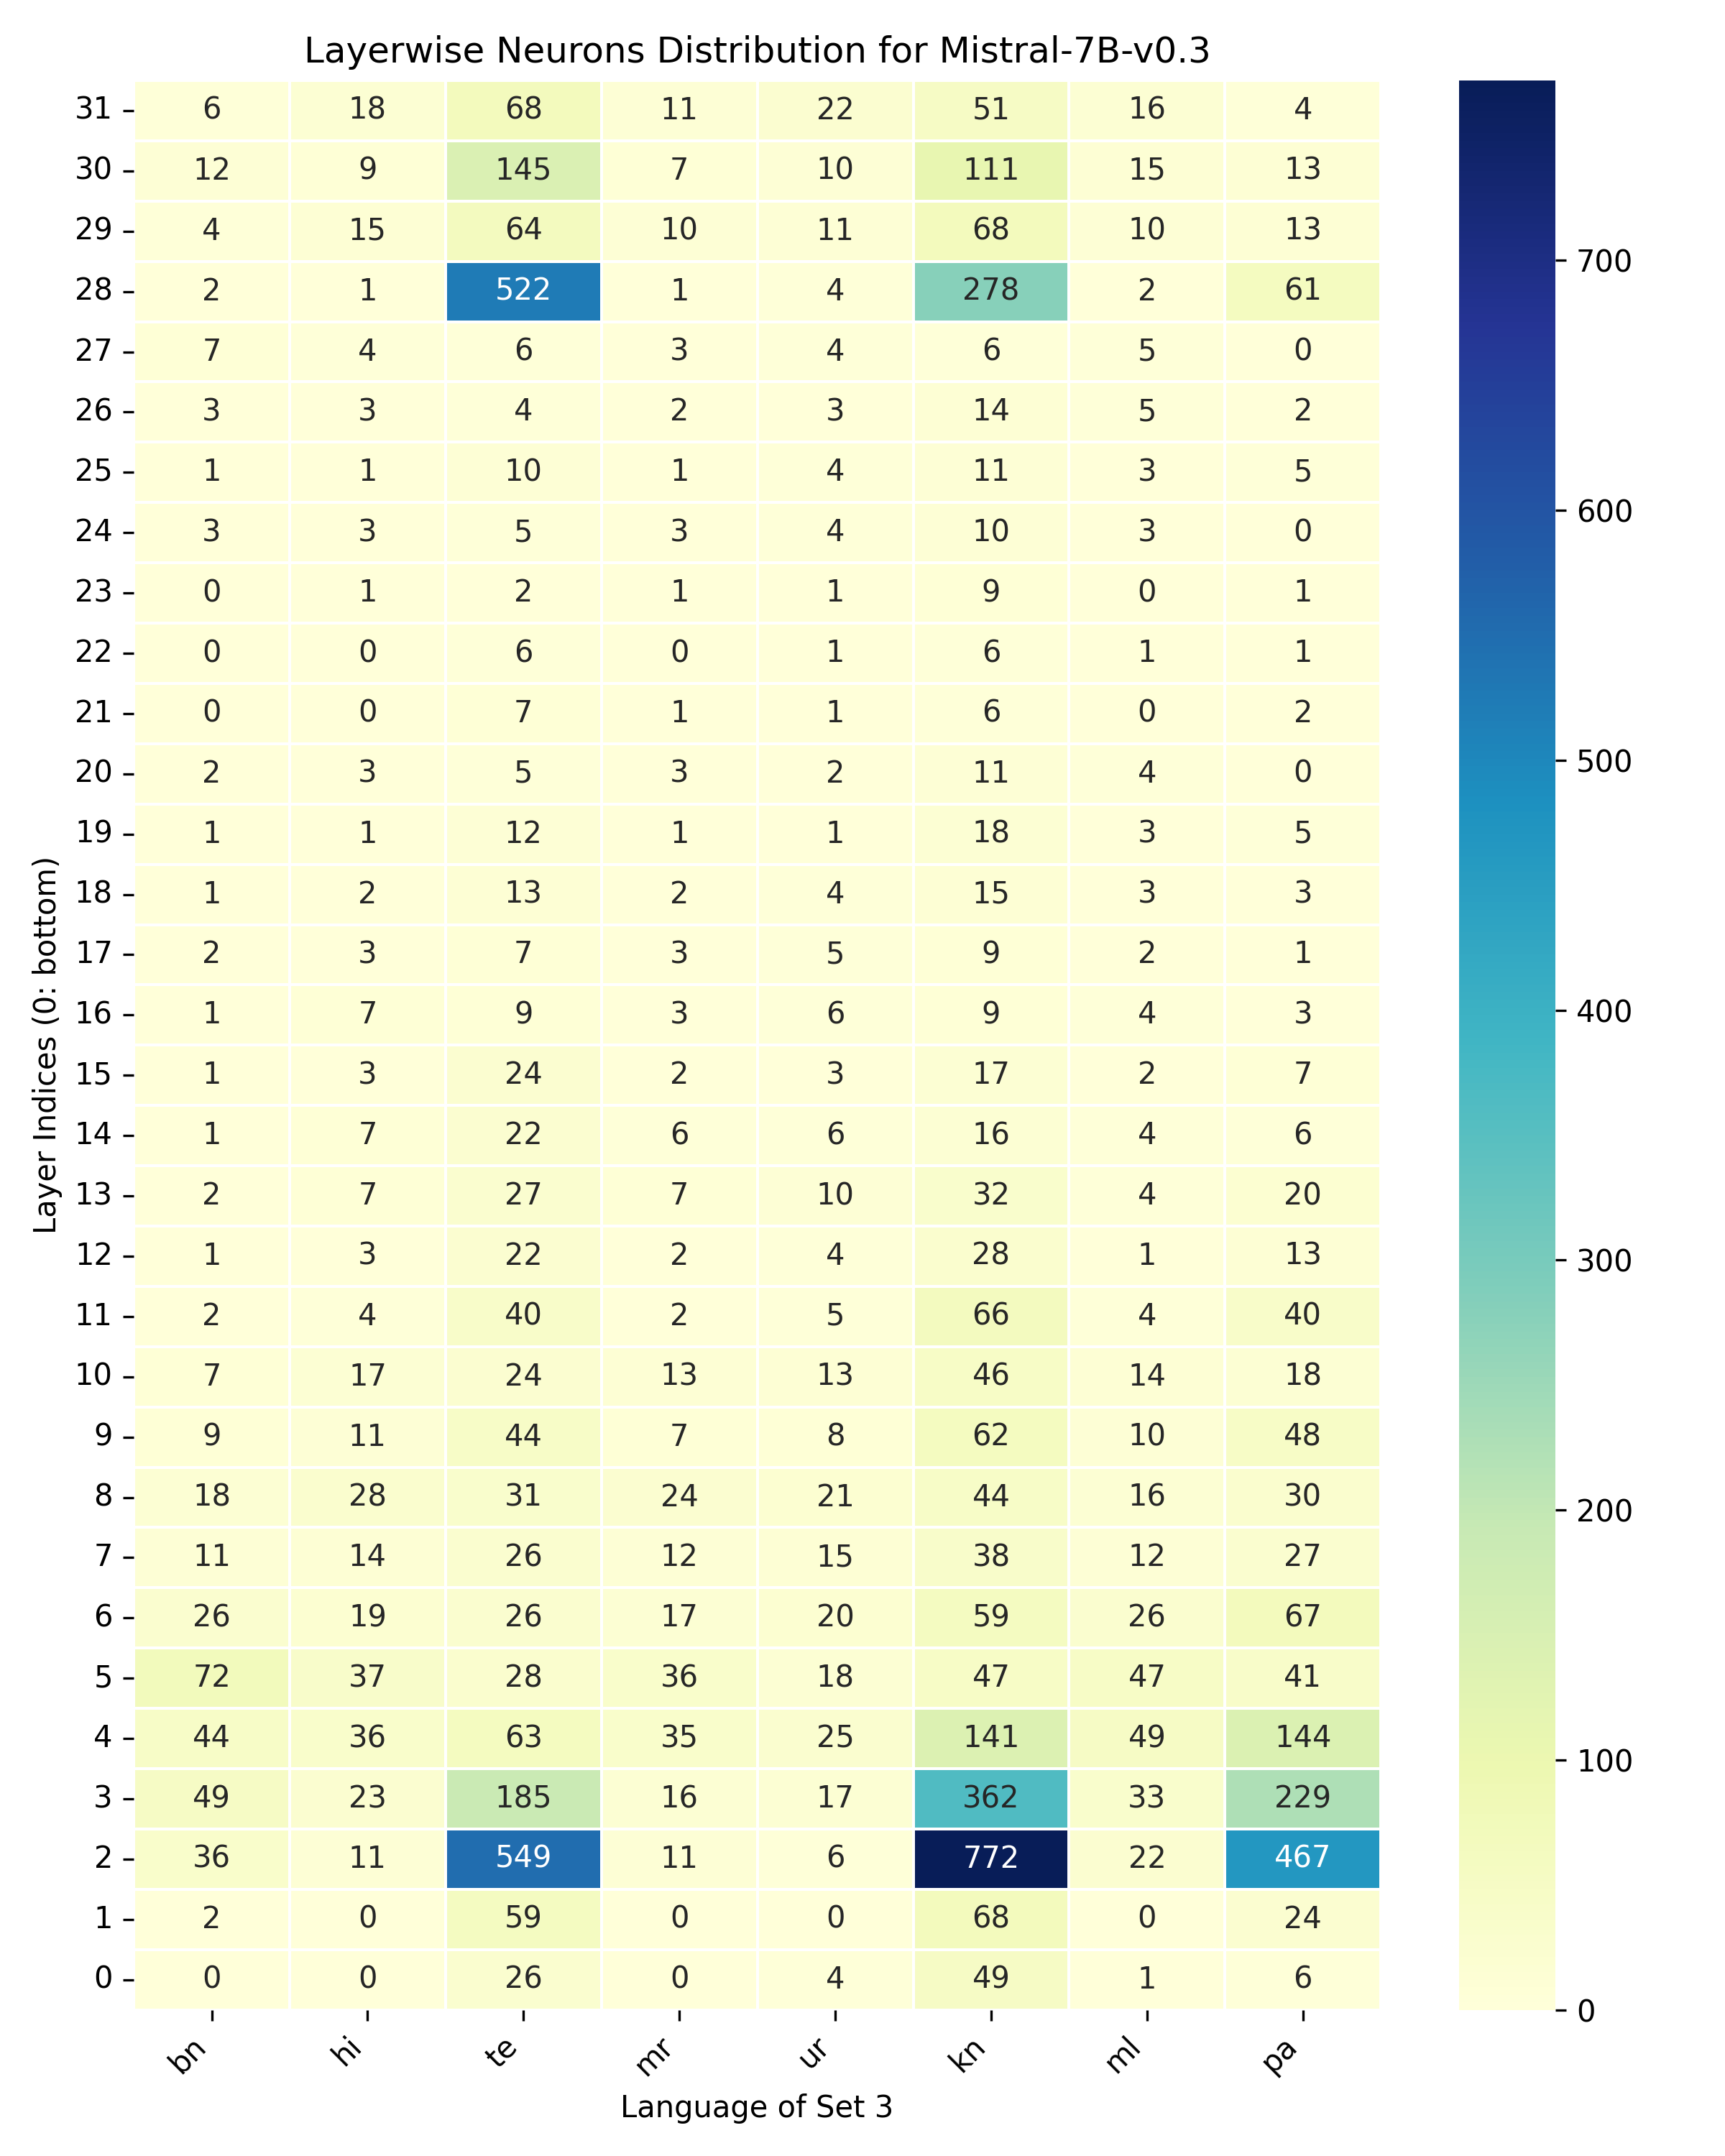 Layerwise Neurons Distribution for Mistral-7B-v0.3
31 6 18 68 11 22 51 16 4
30 12 9 145 7 10 111 15 13
29 4 15 64 10 11 68 10 13
28 2 1 522 1 4 278 2 61
27 7 4 6 3 4 6 5 0
26 3 3 4 2 3 14 5 2
25 1 1 10 1 4 11 3 5
24 3 3 5 3 4 10 3 0
23 0 1 2 1 1 9 0 1
22 0 0 6 0 1 6 1 1
21 0 0 7 1 1 6 0 2
20 2 3 5 3 2 11 4 0
19 1 1 12 1 1 18 3 5
18 1 2 13 2 4 15 3 3
17 2 3 7 3 5 9 2 1
16 1 7 9 3 6 9 4 3
15 1 3 24 2 3 17 2 7
14 1 7 22 6 6 16 4 6
13 2 7 27 7 10 32 4 20
12 1 3 22 2 4 28 1 13
11 2 4 40 2 5 66 4 40
10 7 17 24 13 13 46 14 18
9 9 11 44 7 8 62 10 48
8 18 28 31 24 21 44 16 30
7 11 14 26 12 15 38 12 27
6 26 19 26 17 20 59 26 67
5 72 37 28 36 18 47 47 41
4 44 36 63 35 25 141 49 144
3 49 23 185 16 17 362 33 229
2 36 11 549 11 6 772 22 467
1 2 0 59 0 0 68 0 24
0 0 0 26 0 4 49 1 6
bn hi te mr ur kn ml pa
Language of Set 3
Layer Indices (0: bottom)
700
600
500
400
300
200
100
0